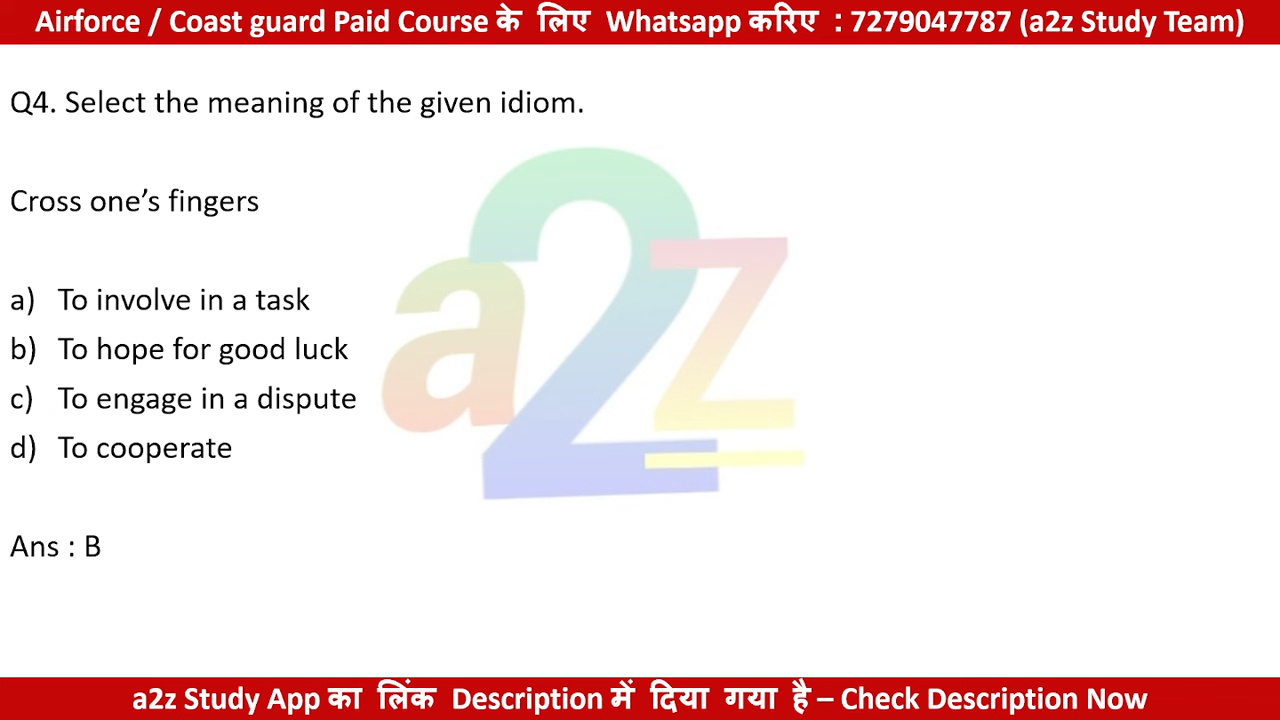 Airforce / Coast guard Paid Course के लिए Whatsapp करिए : 7279047787 (a2z Study Team)
Q4. Select the meaning of the given idiom.
Cross one’s fingers
a) To involve in a task
b) To hope for good luck
c) To engage in a dispute
d) To cooperate
a2z
Ans : B
a2z Study App का लिंक Description में दिया गया है – Check Description Now